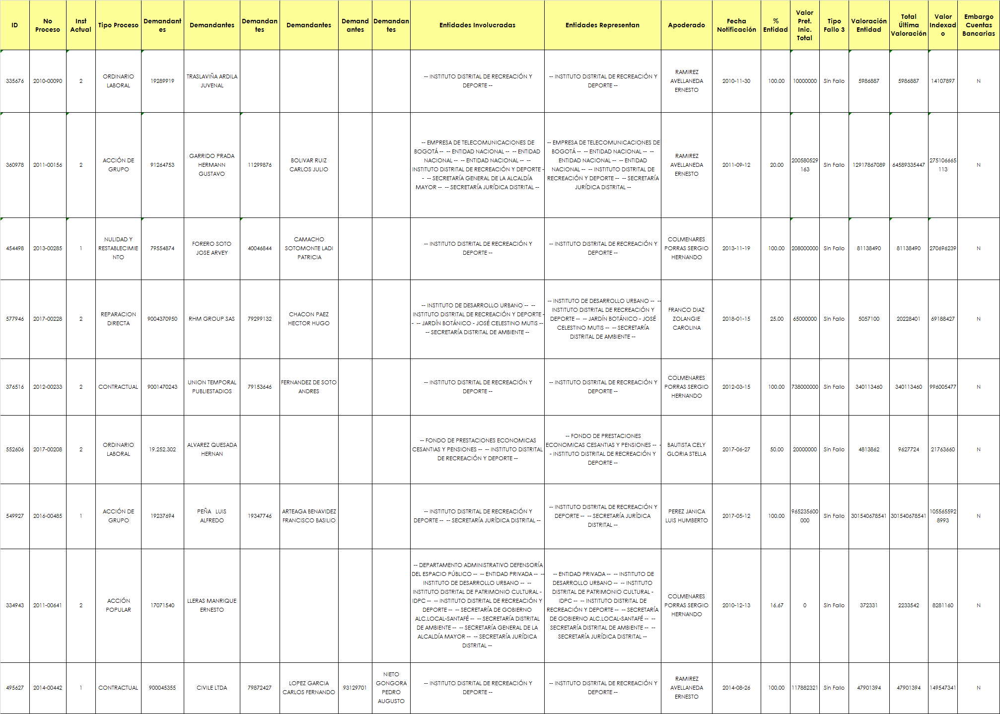 ID
No
Proceso
Inst
Actual
Tipo Proceso
Demandant
es
Demandantes
Demandan
tes
Demandantes
Demand
antes
Demandan
tes
Entidades Involucradas
Entidades Representan
Apoderado
Fecha
Notificación
%
Entidad
Valor
Pret.
Inic.
Total
Tipo
Fallo 3
Valoración
Entidad
Total
Última
Valoración
Valor
Indexad
o
Embargo
Cuentas
Bancarias
335676
2010-00090
2
ORDINARIO
LABORAL
19289919
TRASLAVIÑA ARDILA
JUVENAL
-- INSTITUTO DISTRITAL DE RECREACIÓN Y
DEPORTE --
-- INSTITUTO DISTRITAL DE RECREACIÓN Y
DEPORTE --
RAMIREZ
AVELLANEDA
ERNESTO
2010-11-30
100.00
10000000
Sin Fallo
5986887
5986887
14107897
N
360978
2011-00156
2
ACCIÓN DE
GRUPO
91264753
GARRIDO PRADA
HERMANN
GUSTAVO
11299876
BOLIVAR RUIZ
CARLOS JULIO
-- EMPRESA DE TELECOMUNICACIONES DE
BOGOTÁ -- -- ENTIDAD NACIONAL -- -- ENTIDAD
NACIONAL -- -- ENTIDAD NACIONAL -- --
INSTITUTO DISTRITAL DE RECREACIÓN Y DEPORTE -
- -- SECRETARÍA GENERAL DE LA ALCALDÍA
MAYOR -- -- SECRETARÍA JURÍDICA DISTRITAL --
-- EMPRESA DE TELECOMUNICACIONES DE
BOGOTÁ -- -- ENTIDAD NACIONAL -- --
ENTIDAD NACIONAL -- -- ENTIDAD
NACIONAL -- -- INSTITUTO DISTRITAL DE
RECREACIÓN Y DEPORTE -- -- SECRETARÍA
JURÍDICA DISTRITAL --
RAMIREZ
AVELLANEDA
ERNESTO
2011-09-12
20.00
200580529
163
Sin Fallo
12917867089
64589335447
275106665
113
N
454498
2013-00285
1
NULIDAD Y
RESTABLECIMIE
NTO
79554874
FORERO SOTO
JOSE ARVEY
40046844
CAMACHO
SOTOMONTE LADI
PATRICIA
-- INSTITUTO DISTRITAL DE RECREACIÓN Y
DEPORTE --
-- INSTITUTO DISTRITAL DE RECREACIÓN Y
DEPORTE --
COLMENARES
PORRAS SERGIO
HERNANDO
2013-11-19
100.00
208000000
Sin Fallo
81138490
81138490
270696239
N
577946
2017-00228
2
REPARACION
DIRECTA
9004370950
RHM GROUP SAS
79299132
CHACON PAEZ
HECTOR HUGO
-- INSTITUTO DE DESARROLLO URBANO -- --
INSTITUTO DISTRITAL DE RECREACIÓN Y DEPORTE -
- -- JARDÍN BOTÁNICO - JOSÉ CELESTINO MUTIS --
-- SECRETARÍA DISTRITAL DE AMBIENTE --
-- INSTITUTO DE DESARROLLO URBANO -- --
INSTITUTO DISTRITAL DE RECREACIÓN Y
DEPORTE -- -- JARDÍN BOTÁNICO - JOSÉ
CELESTINO MUTIS -- -- SECRETARÍA
DISTRITAL DE AMBIENTE --
FRANCO DIAZ
ZOLANGIE
CAROLINA
2018-01-15
25.00
65000000
Sin Fallo
5057100
20228401
69188427
N
376516
2012-00233
2
CONTRACTUAL
9001470243
UNION TEMPORAL
PUBLIESTADIOS
79153646
FERNANDEZ DE SOTO
ANDRES
-- INSTITUTO DISTRITAL DE RECREACIÓN Y
DEPORTE --
-- INSTITUTO DISTRITAL DE RECREACIÓN Y
DEPORTE --
COLMENARES
PORRAS SERGIO
HERNANDO
2012-03-15
100.00
738000000
Sin Fallo
340113460
340113460
996005477
N
552606
2017-00208
2
ORDINARIO
LABORAL
19.252.302
ALVAREZ QUESADA
HERNAN
-- FONDO DE PRESTACIONES ECONOMICAS
CESANTIAS Y PENSIONES -- -- INSTITUTO DISTRITAL
DE RECREACIÓN Y DEPORTE --
-- FONDO DE PRESTACIONES
ECONOMICAS CESANTIAS Y PENSIONES -- -
- INSTITUTO DISTRITAL DE RECREACIÓN Y
DEPORTE --
BAUTISTA CELY
GLORIA STELLA
2017-06-27
50.00
20000000
Sin Fallo
4813862
9627724
21763660
N
549927
2016-00485
1
ACCIÓN DE
GRUPO
19237694
PEÑA LUIS
ALFREDO
19347746
ARTEAGA BENAVIDEZ
FRANCISCO BASILIO
-- INSTITUTO DISTRITAL DE RECREACIÓN Y
DEPORTE -- -- SECRETARÍA JURÍDICA DISTRITAL --
-- INSTITUTO DISTRITAL DE RECREACIÓN Y
DEPORTE -- -- SECRETARÍA JURÍDICA
DISTRITAL --
PEREZ JANICA
LUIS HUMBERTO
2017-05-12
100.00
965235600
000
Sin Fallo
301540678541
301540678541
105565592
8993
N
334943
2011-00641
2
ACCIÓN
POPULAR
17071540
LLERAS MANRIQUE
ERNESTO
-- DEPARTAMENTO ADMINISTRATIVO DEFENSORÍA
DEL ESPACIO PÚBLICO -- -- ENTIDAD PRIVADA -- --
INSTITUTO DE DESARROLLO URBANO -- --
INSTITUTO DISTRITAL DE PATRIMONIO CULTURAL -
IDPC -- -- INSTITUTO DISTRITAL DE RECREACIÓN Y
DEPORTE -- -- SECRETARÍA DE GOBIERNO
ALC.LOCAL-SANTAFÉ -- -- SECRETARÍA DISTRITAL
DE AMBIENTE -- -- SECRETARÍA GENERAL DE LA
ALCALDÍA MAYOR -- -- SECRETARÍA JURÍDICA
DISTRITAL --
-- ENTIDAD PRIVADA -- -- INSTITUTO DE
DESARROLLO URBANO -- -- INSTITUTO
DISTRITAL DE PATRIMONIO CULTURAL -
IDPC -- -- INSTITUTO DISTRITAL DE
RECREACIÓN Y DEPORTE -- -- SECRETARÍA
DE GOBIERNO ALC.LOCAL-SANTAFÉ -- --
SECRETARÍA DISTRITAL DE AMBIENTE -- --
SECRETARÍA JURÍDICA DISTRITAL --
COLMENARES
PORRAS SERGIO
HERNANDO
2010-12-13
16.67
0
Sin Fallo
372331
2233542
8281160
N
495627
2014-00442
1
CONTRACTUAL
900045355
CIVILE LTDA
79872427
LOPEZ GARCIA
CARLOS FERNANDO
93129701
NIETO
GONGORA
PEDRO
AUGUSTO
-- INSTITUTO DISTRITAL DE RECREACIÓN Y
DEPORTE --
-- INSTITUTO DISTRITAL DE RECREACIÓN Y
DEPORTE --
RAMIREZ
AVELLANEDA
ERNESTO
2014-08-26
100.00
117882321
Sin Fallo
47901394
47901394
149547341
N